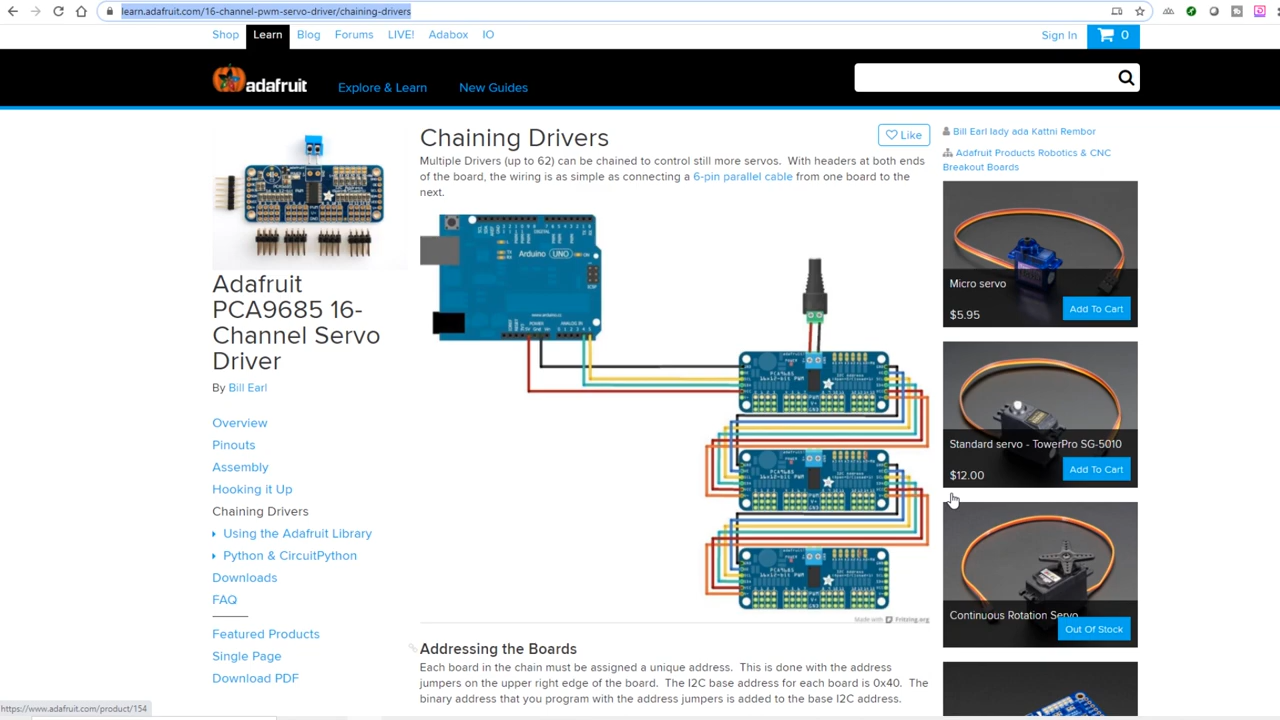 learn.adafruit.com/16-channel-pwm-servo-driver/chaining-drivers
Shop Learn Blog Forums LIVE! Adabox IO
Sign In 0
adafruit Explore & Learn New Guides
Chaining Drivers
Like
Multiple Drivers (up to 62) can be chained to control still more servos. With headers at both ends
of the board, the wiring is as simple as connecting a 6-pin parallel cable from one board to the
next.
Arduino UNO
Made with Fritzing.org
Adafruit
PCA9685 16-
Channel Servo
Driver
By Bill Earl
Overview
Pinouts
Assembly
Hooking it Up
Chaining Drivers
Using the Adafruit Library
Python & CircuitPython
Downloads
FAQ
Featured Products
Single Page
Download PDF
Addressing the Boards
Each board in the chain must be assigned a unique address. This is done with the address
jumpers on the upper right edge of the board. The I2C base address for each board is 0x40. The
binary address that you program with the address jumpers is added to the base I2C address.
Bill Earl lady ada Kattni Rembor
Adafruit Products Robotics & CNC
Breakout Boards
Micro servo
$5.95
Add To Cart
Standard servo - TowerPro SG-5010
$12.00
Add To Cart
Continuous Rotation Servo
Out Of Stock
https://www.adafruit.com/product/154